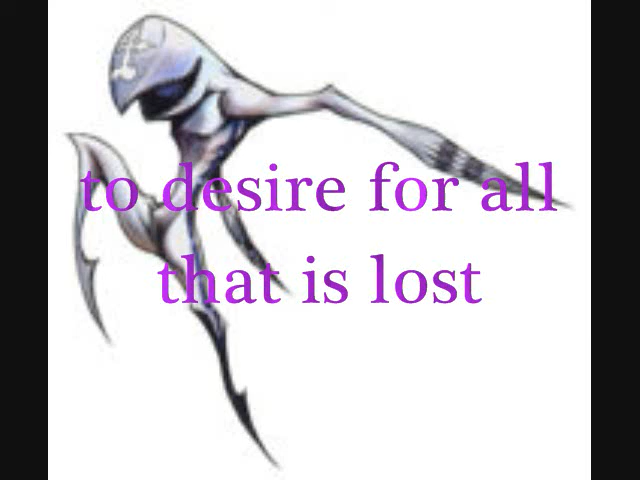 to desire for all
that is lost